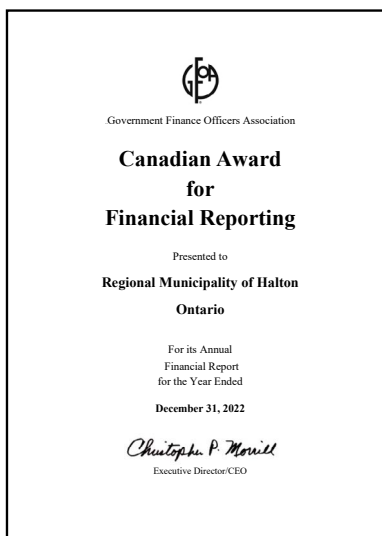 GFOA
Government Finance Officers Association
Canadian Award
for
Financial Reporting
Presented to
Regional Municipality of Halton
Ontario
For its Annual
Financial Report
for the Year Ended
December 31, 2022
Christopher P. Morrill
Executive Director/CEO